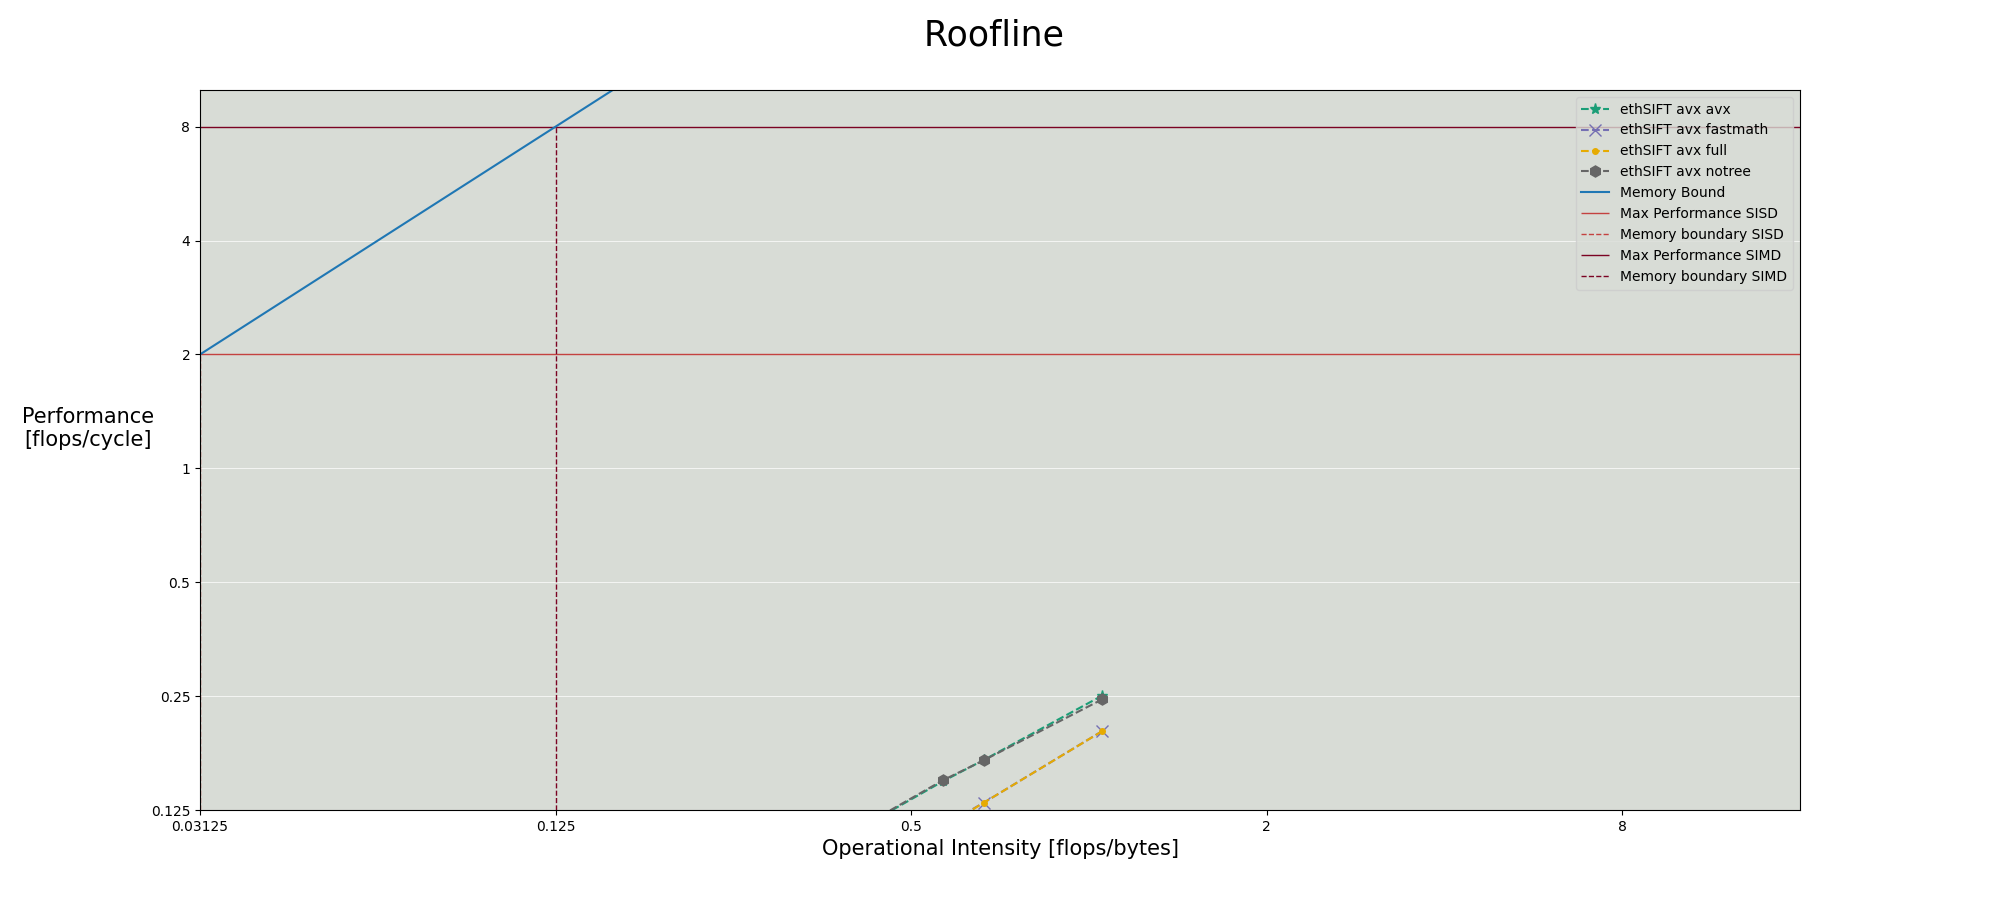 Roofline
ethSIFT avx avx
ethSIFT avx fastmath
ethSIFT avx full
ethSIFT avx notree
Memory Bound
Max Performance SISD
Memory boundary SISD
Max Performance SIMD
Memory boundary SIMD
8
4
2
1
0.5
0.25
0.125
Performance
[flops/cycle]
0.03125
0.125
0.5
2
8
Operational Intensity [flops/bytes]